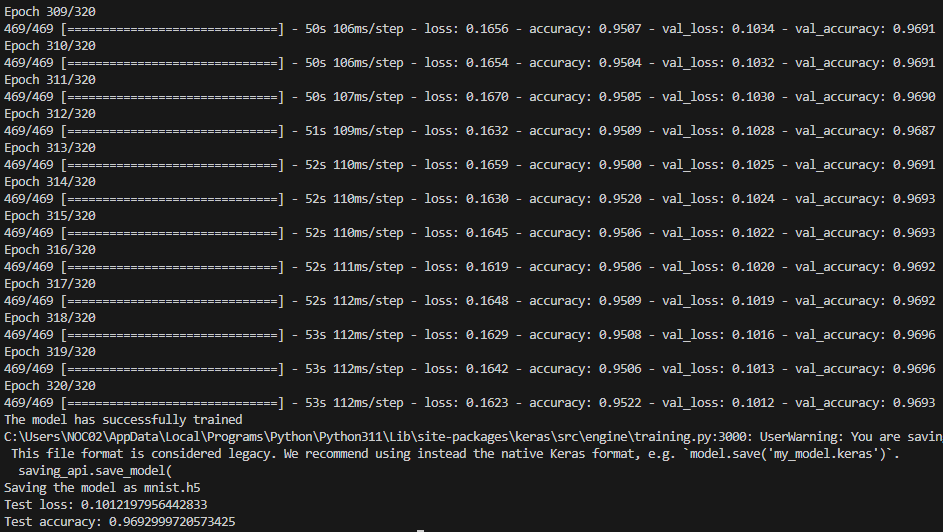 Epoch 309/320
469/469 [==============================] - 50s 106ms/step - loss: 0.1656 - accuracy: 0.9507 - val_loss: 0.1034 - val_accuracy: 0.9691
Epoch 310/320
469/469 [==============================] - 50s 106ms/step - loss: 0.1654 - accuracy: 0.9504 - val_loss: 0.1032 - val_accuracy: 0.9691
Epoch 311/320
469/469 [==============================] - 50s 107ms/step - loss: 0.1670 - accuracy: 0.9505 - val_loss: 0.1030 - val_accuracy: 0.9690
Epoch 312/320
469/469 [==============================] - 51s 109ms/step - loss: 0.1632 - accuracy: 0.9509 - val_loss: 0.1028 - val_accuracy: 0.9687
Epoch 313/320
469/469 [==============================] - 52s 110ms/step - loss: 0.1659 - accuracy: 0.9500 - val_loss: 0.1025 - val_accuracy: 0.9691
Epoch 314/320
469/469 [==============================] - 52s 110ms/step - loss: 0.1630 - accuracy: 0.9520 - val_loss: 0.1024 - val_accuracy: 0.9693
Epoch 315/320
469/469 [==============================] - 52s 110ms/step - loss: 0.1645 - accuracy: 0.9506 - val_loss: 0.1022 - val_accuracy: 0.9693
Epoch 316/320
469/469 [==============================] - 52s 111ms/step - loss: 0.1619 - accuracy: 0.9506 - val_loss: 0.1020 - val_accuracy: 0.9692
Epoch 317/320
469/469 [==============================] - 52s 112ms/step - loss: 0.1648 - accuracy: 0.9509 - val_loss: 0.1019 - val_accuracy: 0.9692
Epoch 318/320
469/469 [==============================] - 53s 112ms/step - loss: 0.1629 - accuracy: 0.9508 - val_loss: 0.1016 - val_accuracy: 0.9696
Epoch 319/320
469/469 [==============================] - 53s 112ms/step - loss: 0.1642 - accuracy: 0.9506 - val_loss: 0.1013 - val_accuracy: 0.9696
Epoch 320/320
469/469 [==============================] - 53s 112ms/step - loss: 0.1623 - accuracy: 0.9522 - val_loss: 0.1012 - val_accuracy: 0.9693
The model has successfully trained
C:\Users\NOC02\AppData\Local\Programs\Python\Python311\Lib\site-packages\keras\src\engine\training.py:3000: UserWarning: You are savin
 This file format is considered legacy. We recommend using instead the native Keras format, e.g. `model.save('my_model.keras')`.
  saving_api.save_model(
Saving the model as mnist.h5
Test loss: 0.1012197956442833
Test accuracy: 0.9692999720573425